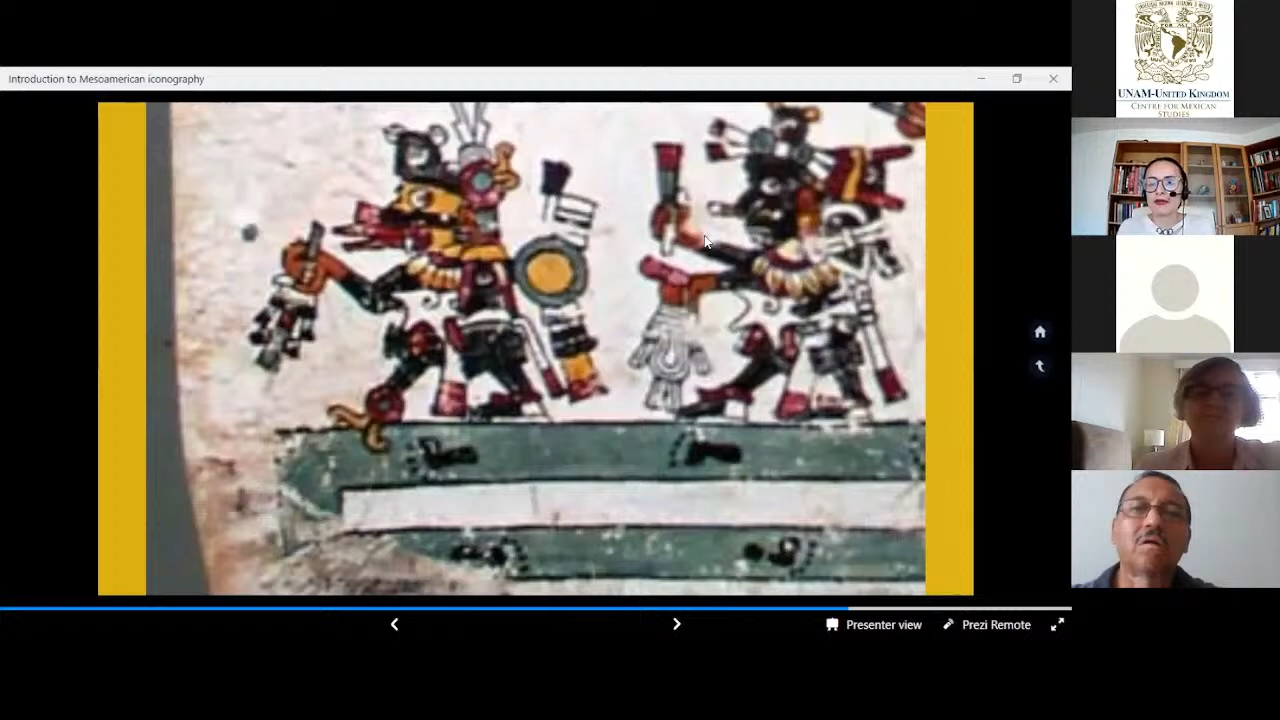 Introduction to Mesoamerican iconography
UNAM-United Kingdom
Centre for Mexican
Studies
Presenter view
Prezi Remote